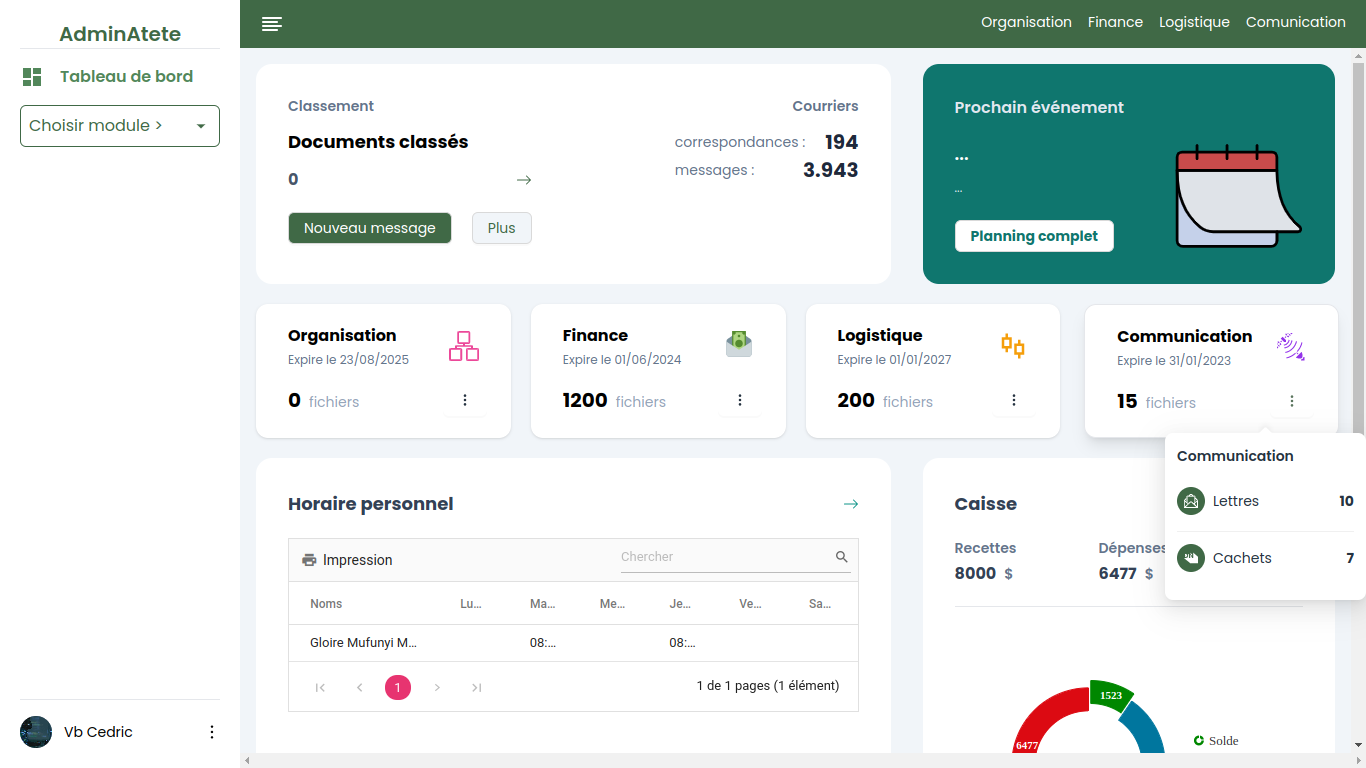 AdminAtete
Tableau de bord
Choisir module >
Vb Cedric
Organisation Finance Logistique Comunication
Classement
Documents classés
0
Nouveau message Plus
Courriers
correspondances : 194
messages : 3.943
Prochain événement
...
...
Planning complet
Organisation
Expire le 23/08/2025
0 fichiers
Finance
Expire le 01/06/2024
1200 fichiers
Logistique
Expire le 01/01/2027
200 fichiers
Communication
Expire le 31/01/2023
15 fichiers
Communication
Lettres 10
Cachets 7
Horaire personnel
Impression Chercher
Noms Lu... Ma... Me... Je... Ve... Sa...
Gloire Mufunyi M... 08:... 08:...
1 1 de 1 pages (1 élément)
Caisse
Recettes Dépenses
8000 $ 6477 $
1523
6477
Solde